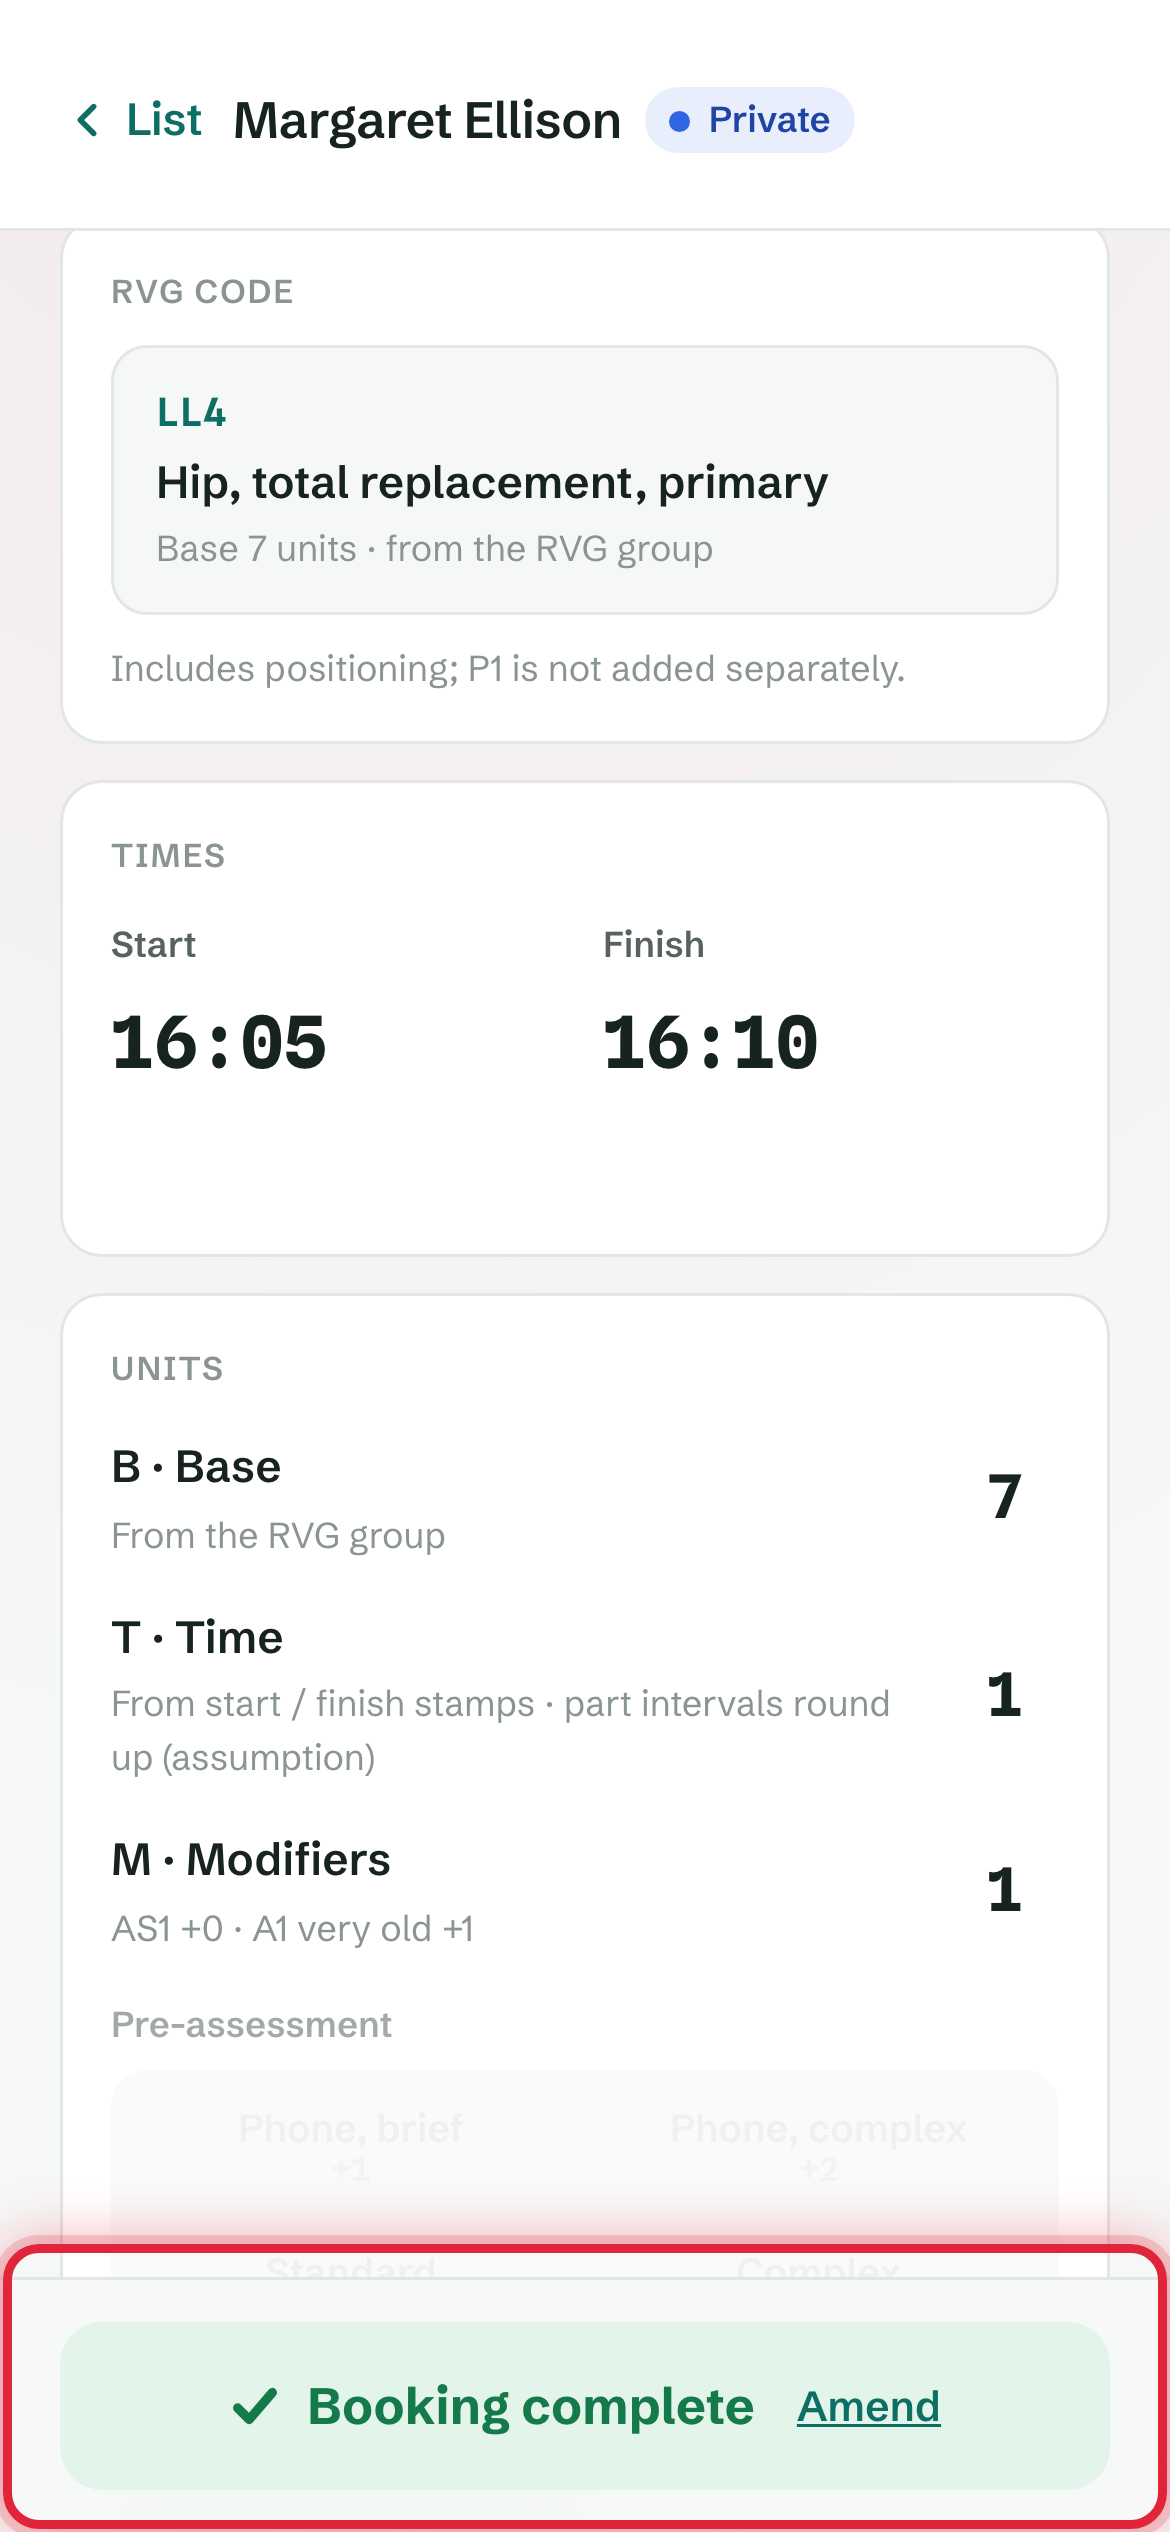 List Margaret Ellison Private
RVG CODE
LL4
Hip, total replacement, primary
Base 7 units · from the RVG group
Includes positioning; P1 is not added separately.
TIMES
Start Finish
16:05 16:10
UNITS
B · Base 7
From the RVG group
T · Time 1
From start / finish stamps · part intervals round
up (assumption)
M · Modifiers 1
AS1 +0 · A1 very old +1
Pre-assessment
Phone, brief Phone, complex
+1 +2
Standard Complex
Booking complete Amend